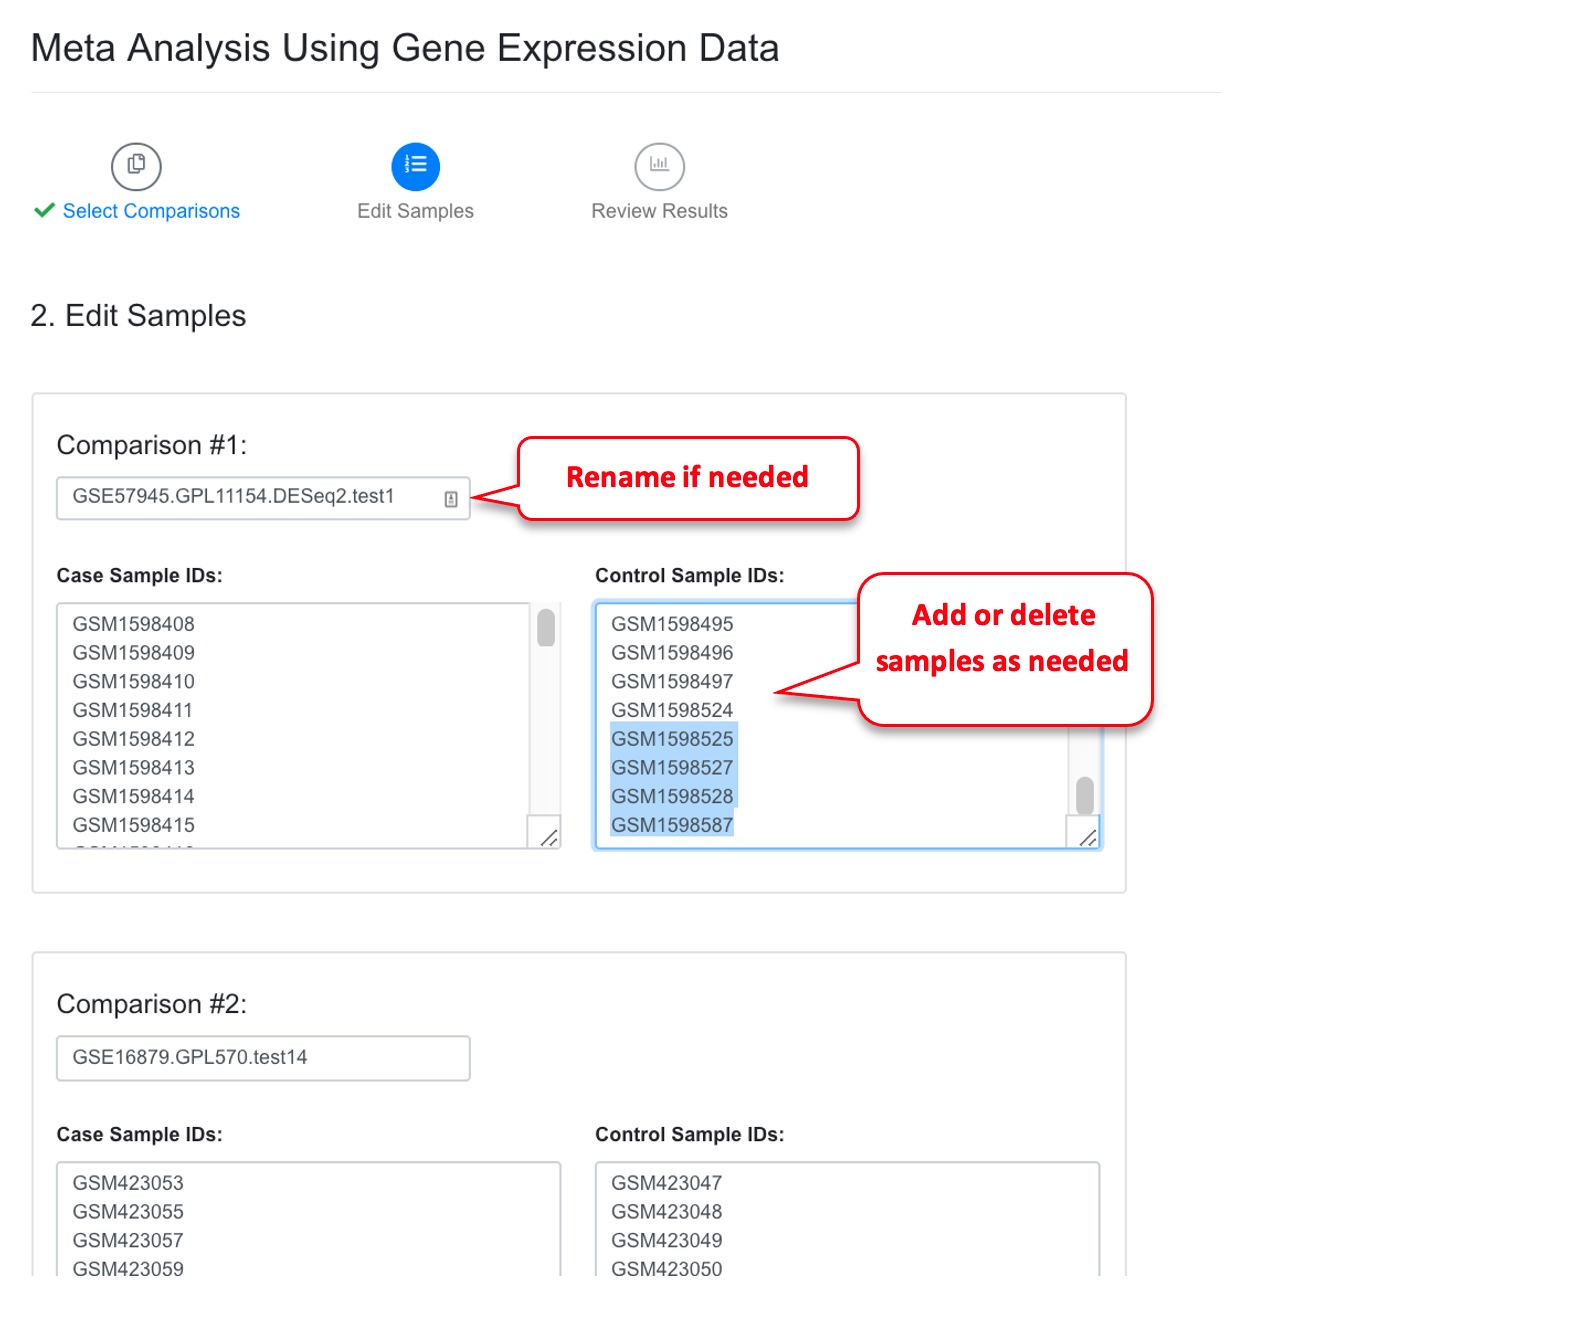 Meta Analysis Using Gene Expression Data
Select Comparisons
Edit Samples
Review Results
2. Edit Samples
Comparison #1:
GSE57945.GPL11154.DESeq2.test1
Rename if needed
Case Sample IDs:
GSM1598408
GSM1598409
GSM1598410
GSM1598411
GSM1598412
GSM1598413
GSM1598414
GSM1598415
Control Sample IDs:
GSM1598495
GSM1598496
GSM1598497
GSM1598524
GSM1598525
GSM1598527
GSM1598528
GSM1598587
Add or delete
samples as needed
Comparison #2:
GSE16879.GPL570.test14
Case Sample IDs:
GSM423053
GSM423055
GSM423057
GSM423059
Control Sample IDs:
GSM423047
GSM423048
GSM423049
GSM423050